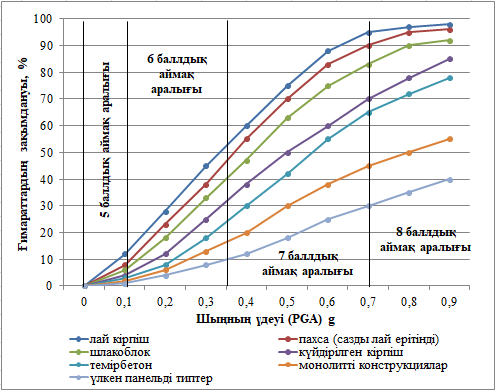 Ғимараттардың зақымдануы, %
100
90
80
70
60
50
40
30
20
10
0
5 баллдық аймақ аралығы
6 баллдық
аймақ
аралығы
7 баллдық
аймақ аралығы
8 баллдық
аймақ аралығы
0 0,1 0,2 0,3 0,4 0,5 0,6 0,7 0,8 0,9
Шыңның үдеуі (PGA) g
лай кірпіш пахса (сазды лай ерітінді)
шлакоблок күйдірілген кірпіш
темірбетон монолитті конструкциялар
үлкен панельді типтер